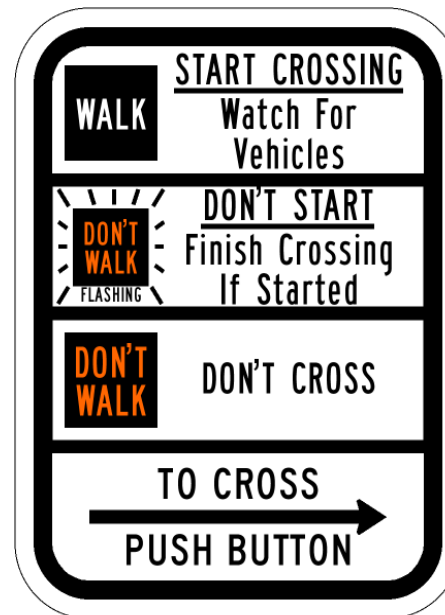 WALK
START CROSSING
Watch For
Vehicles
DON'T
WALK
FLASHING
DON'T START
Finish Crossing
If Started
DON'T
WALK
DON'T CROSS
TO CROSS
PUSH BUTTON